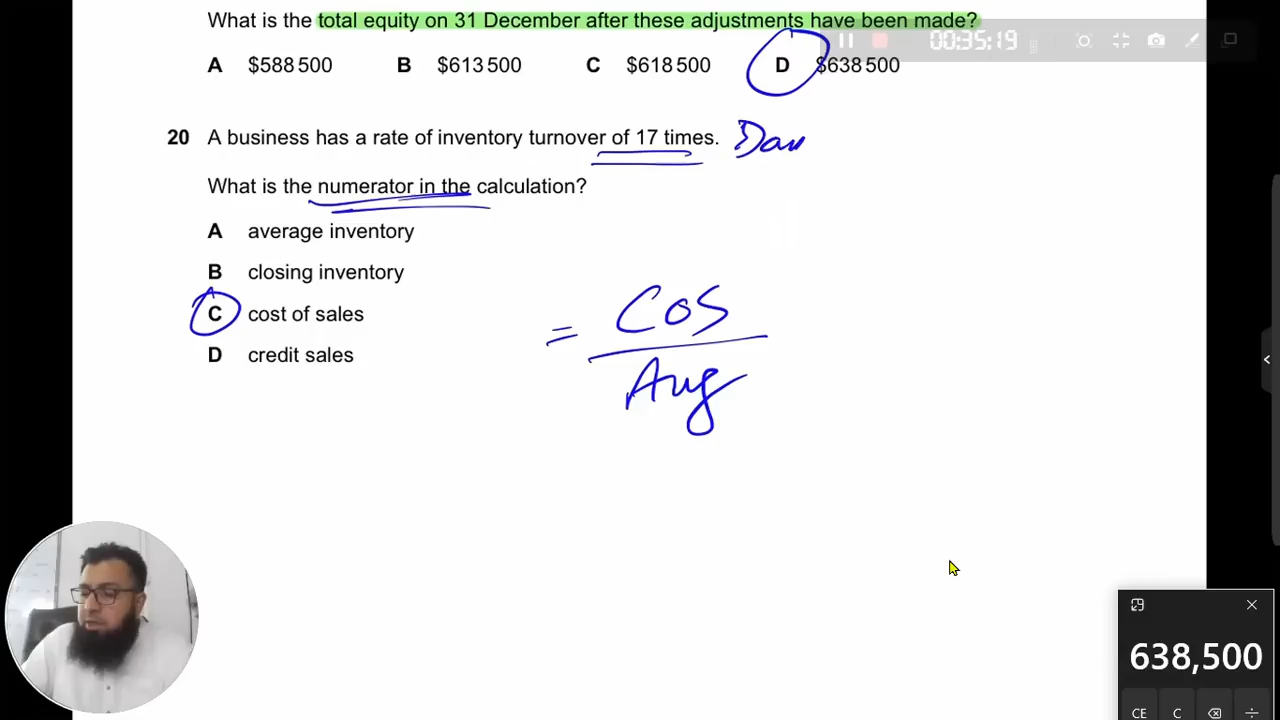 What is the total equity on 31 December after these adjustments have been made?
00:35:19
A $588 500 B $613 500 C $618 500 D $638 500
20 A business has a rate of inventory turnover of 17 times.
What is the numerator in the calculation?
A average inventory
B closing inventory
C cost of sales
D credit sales
= COS
Avg
638,500
CE C ÷